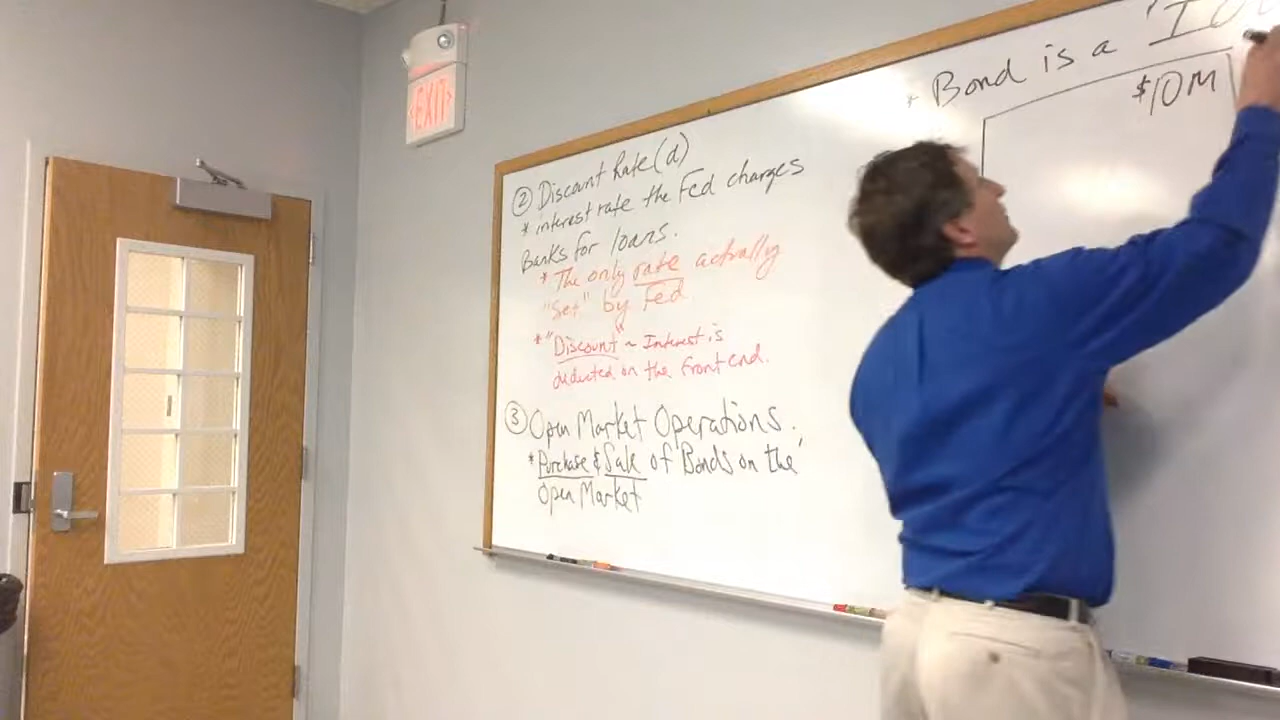 EXIT
② Discount Rate (d)
* interest rate the Fed charges
Banks for loans.
* The only rate actually
"Set" by Fed
* "Discount" ~ Interest is
deducted on the front end.
③ Open Market Operations.
* Purchase & Sale of Bonds on the
Open Market
* Bond is a "IOU
$10M